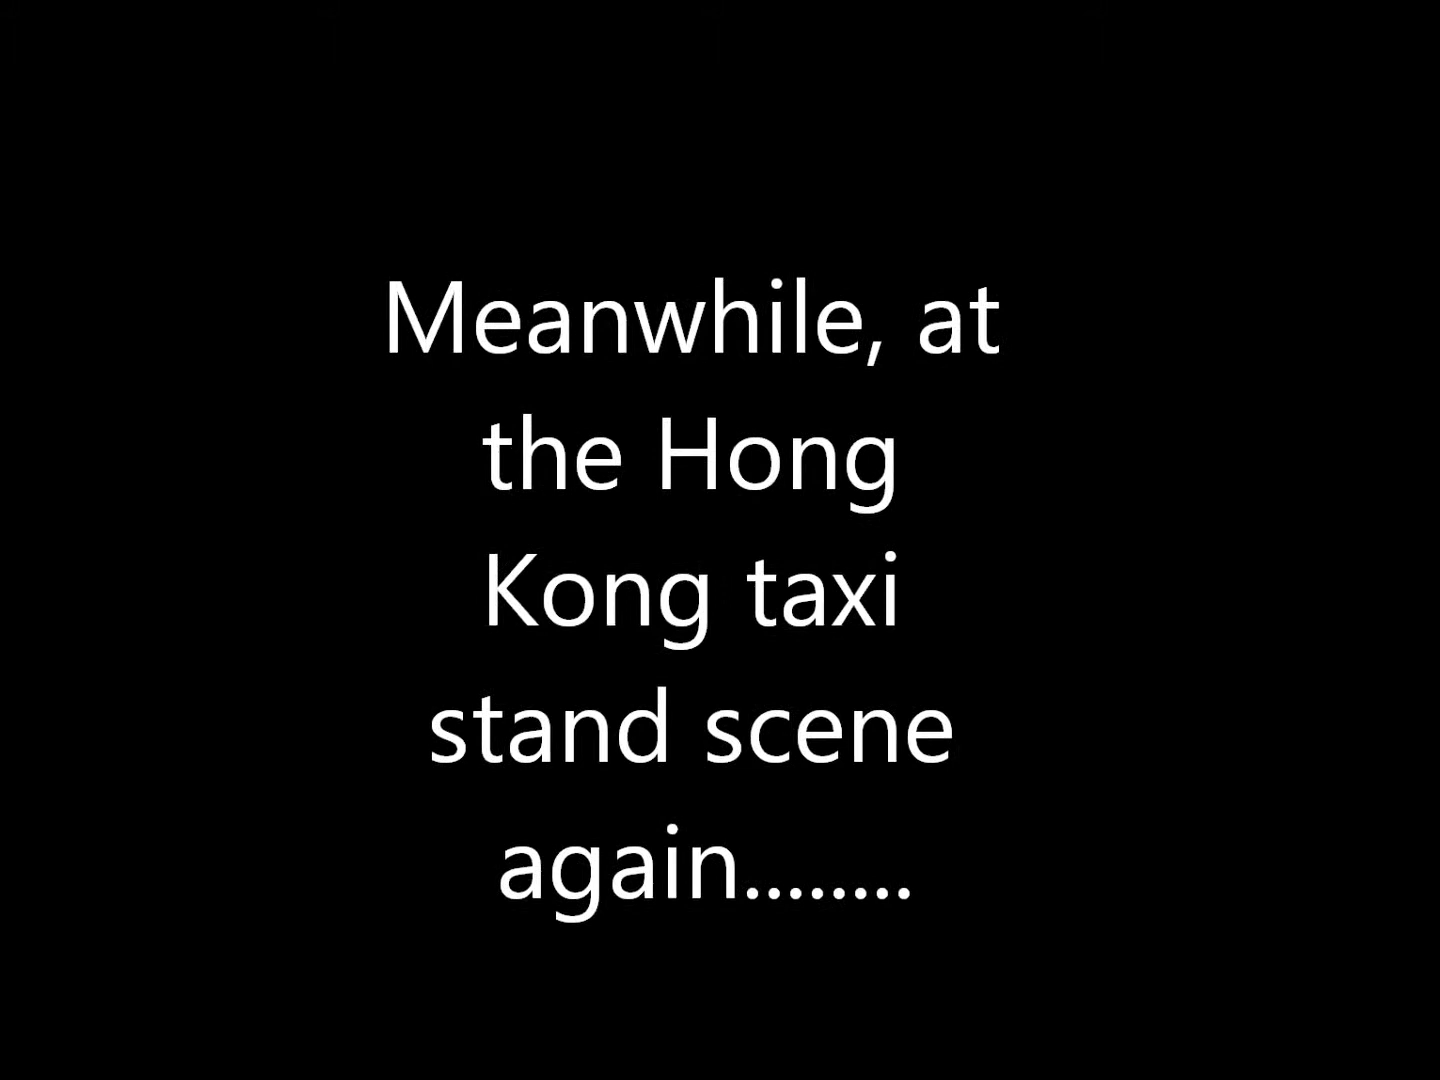 Meanwhile, at
the Hong
Kong taxi
stand scene
again........